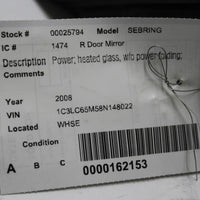 Stock # 00025794 Model SEBRING
IC # 1474 R Door Mirror
Description Power; heated glass, w/o power folding;
Comments
Year 2008
VIN 1C3LC65M58N148022
Located WHSE
Condition
A B C 0000162153